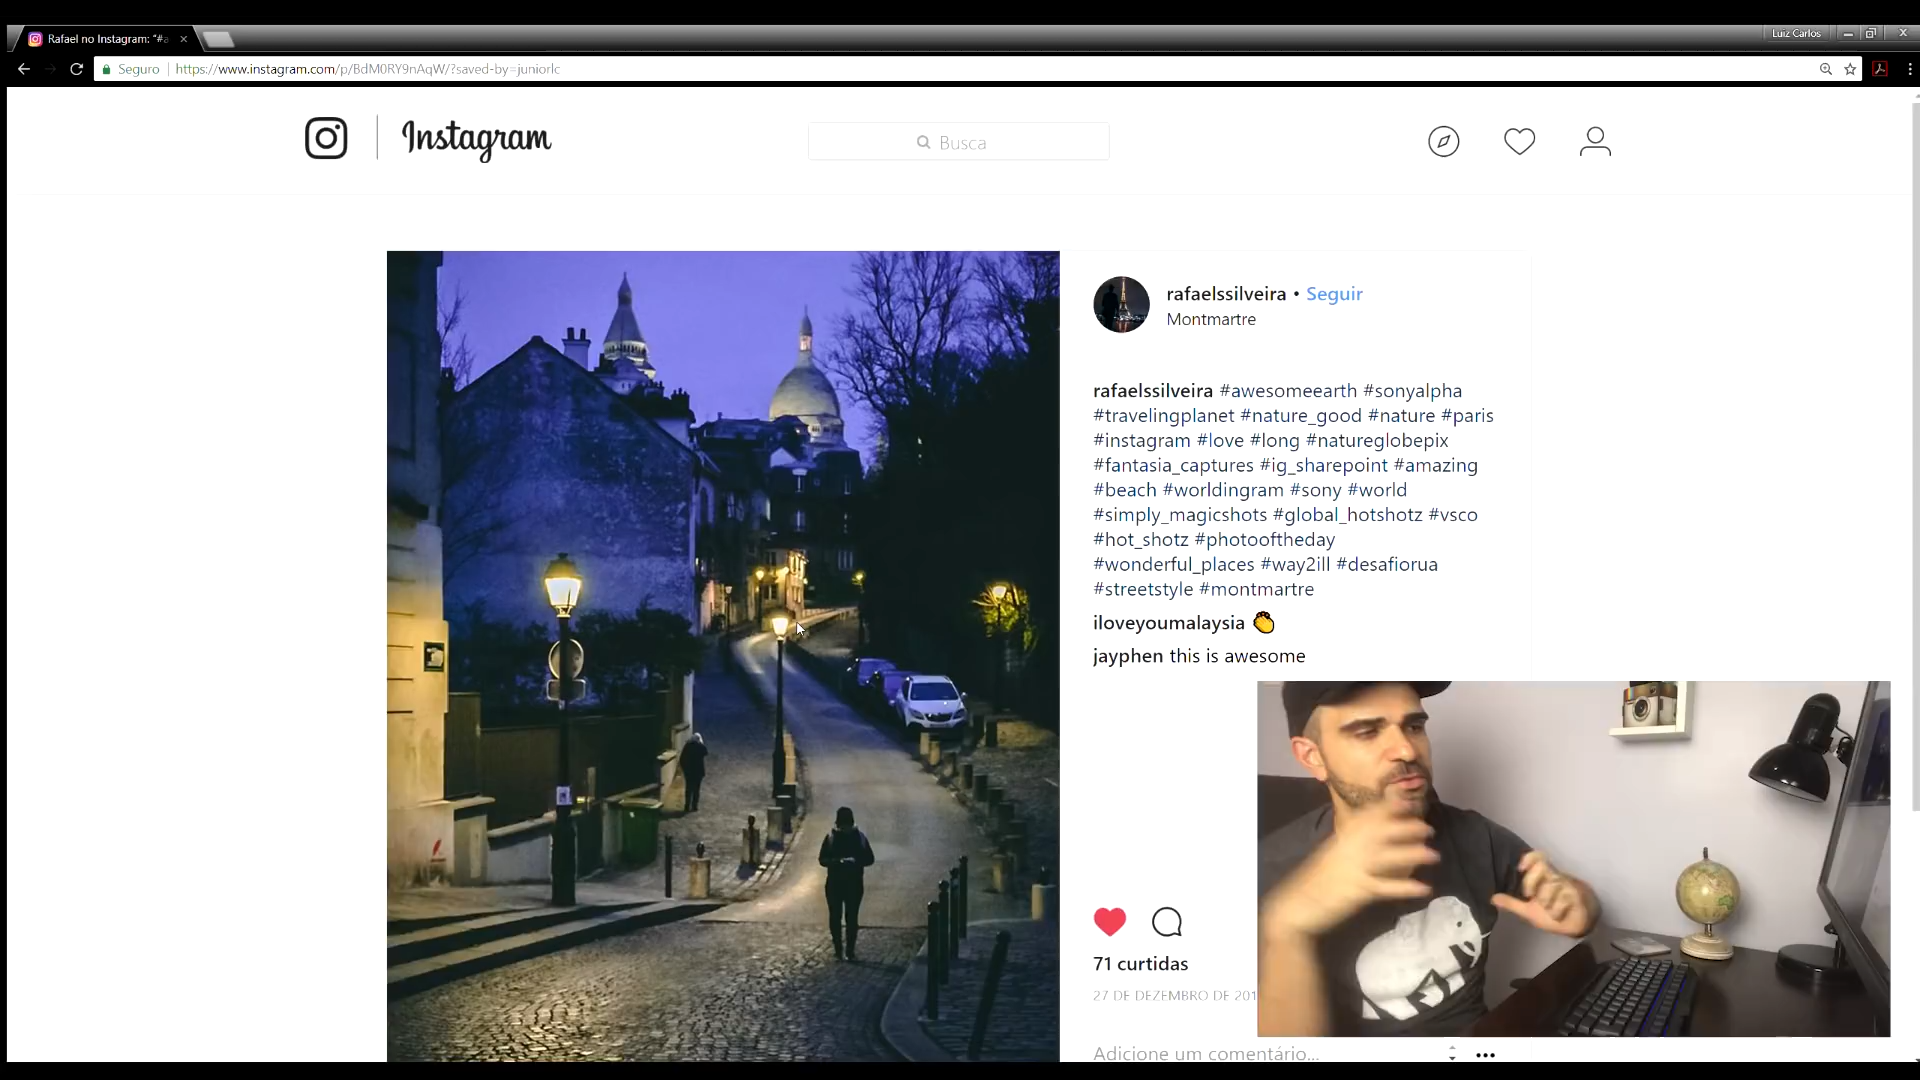 Rafael no Instagram: "#a
Luiz Carlos
Seguro
https://www.instagram.com/p/BdM0RY9nAqW/?saved-by=juniorlc
Instagram
Busca
rafaelssilveira • Seguir
Montmartre
rafaelssilveira #awesomeearth #sonyalpha
#travelingplanet #nature_good #nature #paris
#instagram #love #long #natureglobepix
#fantasia_captures #ig_sharepoint #amazing
#beach #worldingram #sony #world
#simply_magicshots #global_hotshotz #vsco
#hot_shotz #photooftheday
#wonderful_places #way2ill #desafiorua
#streetstyle #montmartre
iloveyoumalaysia 👏
jayphen this is awesome
71 curtidas
27 DE DEZEMBRO DE 201
Adicione um comentário...